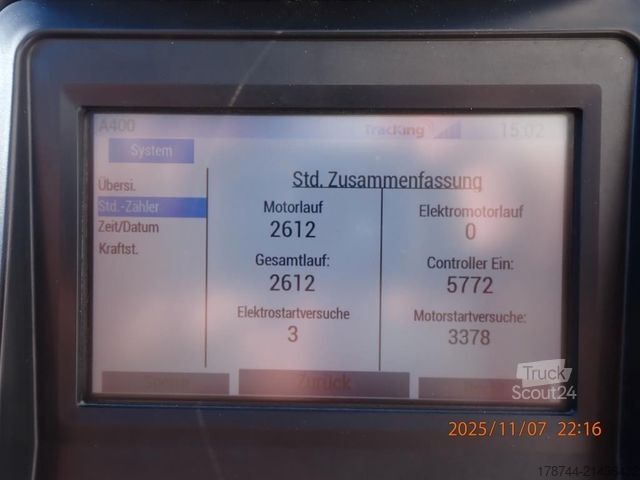 A400 TracKing 15:02
System
Übersi.
Std.-Zähler
Zeit/Datum
Kraftst.
Std. Zusammenfassung
Motorlauf
2612
Gesamtlauf:
2612
Elektrostartversuche
3
Elektromotorlauf
0
Controller Ein:
5772
Motorstartversuche:
3378
Zurück
Truck
Scout24
2025/11/07 22:16